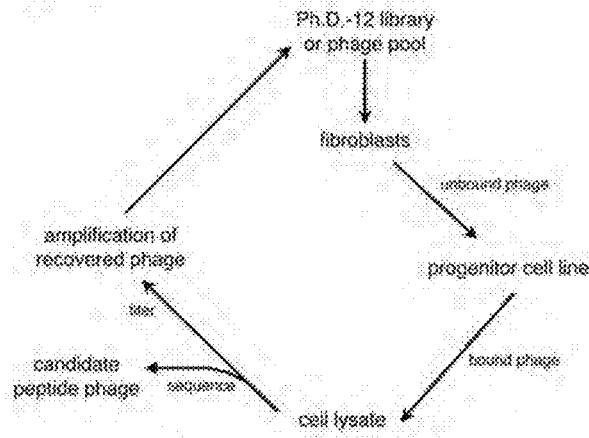 Ph.D.-12 library
or phage pool
fibroblasts
unbound phage
progenitor cell line
bound phage
cell lysate
sequence
candidate
peptide phage
titer
amplification of
recovered phage